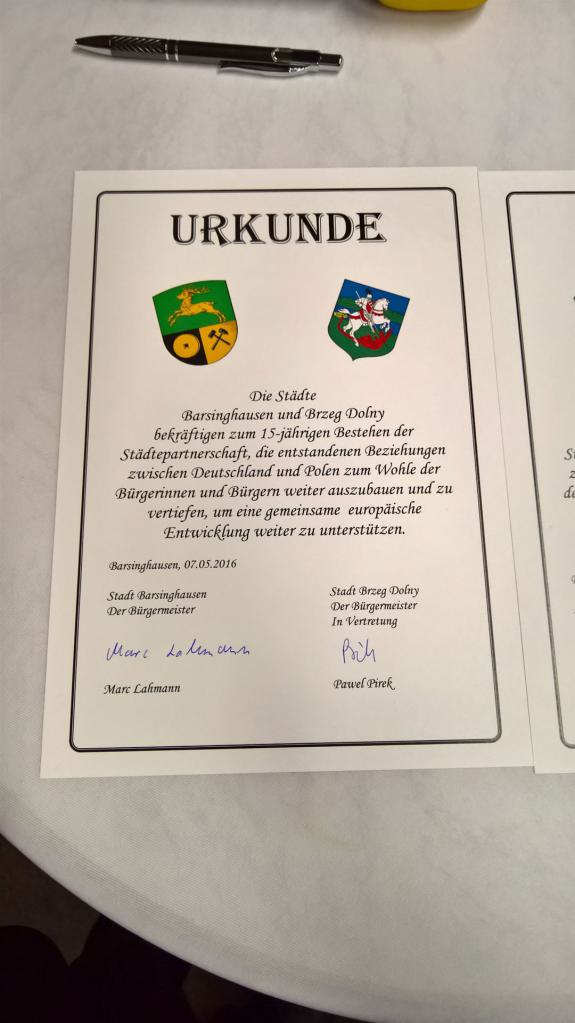 URKUNDE
Die Städte
Barsinghausen und Brzeg Dolny
bekräftigen zum 15-jährigen Bestehen der
Städtepartnerschaft, die entstandenen Beziehungen
zwischen Deutschland und Polen zum Wohle der
Bürgerinnen und Bürgern weiter auszubauen und zu
vertiefen, um eine gemeinsame europäische
Entwicklung weiter zu unterstützen.
Barsinghausen, 07.05.2016
Stadt Barsinghausen
Der Bürgermeister
Marc Lahmann
Marc Lahmann
Stadt Brzeg Dolny
Der Bürgermeister
In Vertretung
Pawel Pirek